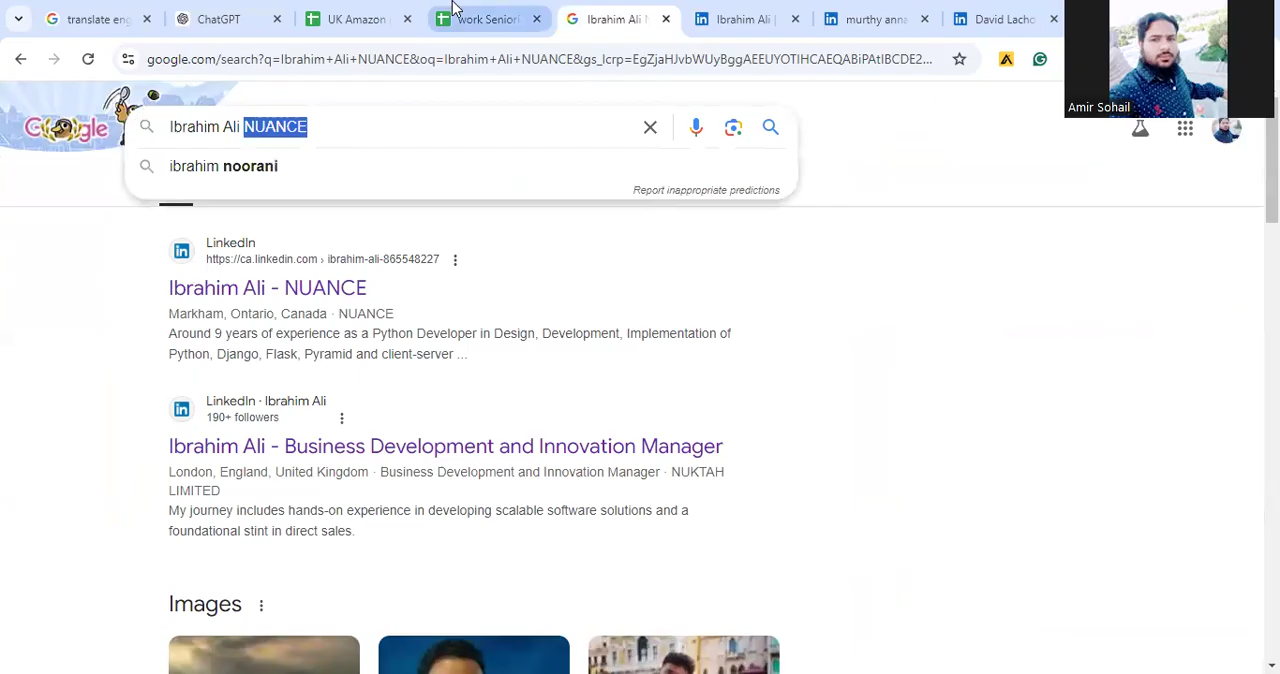 translate eng
ChatGPT
UK Amazon
work Seniori
Ibrahim Ali N
Ibrahim Ali |
murthy anna
David Lacho
google.com/search?q=Ibrahim+Ali+NUANCE&oq=Ibrahim+Ali+NUANCE&gs_lcrp=EgZjaHJvbWUyBggAEEUYOTIHCAEQABiPAtIBCDE2...
Amir Sohail
Google
Ibrahim Ali NUANCE
ibrahim noorani
Report inappropriate predictions
LinkedIn
https://ca.linkedin.com › ibrahim-ali-865548227
Ibrahim Ali - NUANCE
Markham, Ontario, Canada · NUANCE
Around 9 years of experience as a Python Developer in Design, Development, Implementation of
Python, Django, Flask, Pyramid and client-server ...
LinkedIn · Ibrahim Ali
190+ followers
Ibrahim Ali - Business Development and Innovation Manager
London, England, United Kingdom · Business Development and Innovation Manager · NUKTAH
LIMITED
My journey includes hands-on experience in developing scalable software solutions and a
foundational stint in direct sales.
Images